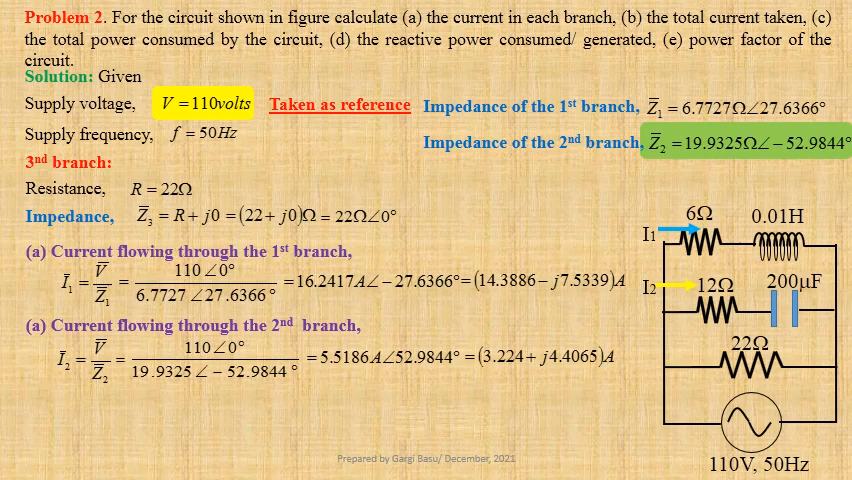 Problem 2. For the circuit shown in figure calculate (a) the current in each branch, (b) the total current taken, (c)
the total power consumed by the circuit, (d) the reactive power consumed/ generated, (e) power factor of the
circuit.
Solution: Given
Supply voltage, V = 110volts Taken as reference
Impedance of the 1st branch, Z̄₁ = 6.7727Ω∠27.6366°
Supply frequency, f = 50Hz
Impedance of the 2nd branch, Z̄₂ = 19.9325Ω∠ − 52.9844°
3nd branch:
Resistance, R = 22Ω
Impedance, Z̄₃ = R + j0 = (22 + j0)Ω = 22Ω∠0°
(a) Current flowing through the 1st branch,
Ī₁ = V̄ / Z̄₁ = 110∠0° / 6.7727∠27.6366° = 16.2417A∠ − 27.6366° = (14.3886 − j7.5339)A
(a) Current flowing through the 2nd branch,
Ī₂ = V̄ / Z̄₂ = 110∠0° / 19.9325∠ − 52.9844° = 5.5186A∠52.9844° = (3.224 + j4.4065)A
6Ω 0.01H
I1
I2 12Ω 200μF
22Ω
110V, 50Hz
Prepared by Gargi Basu/ December, 2021